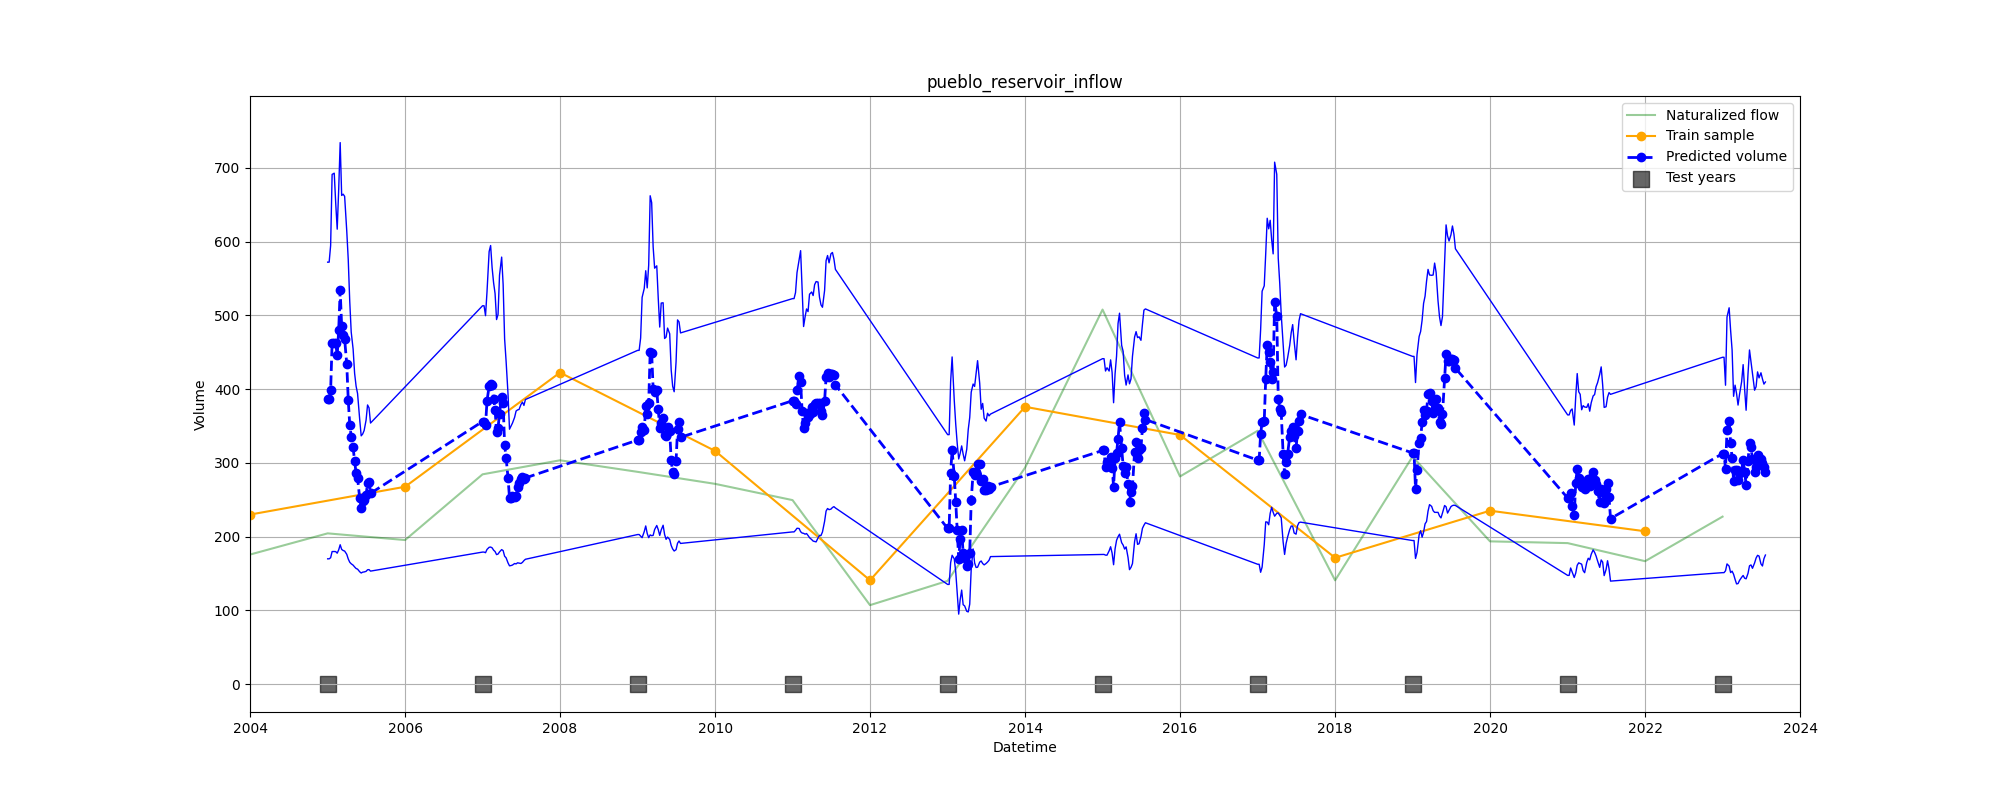 pueblo_reservoir_inflow
Naturalized flow
Train sample
Predicted volume
Test years
Volume
700
600
500
400
300
200
100
0
2004 2006 2008 2010 2012 2014 2016 2018 2020 2022 2024
Datetime